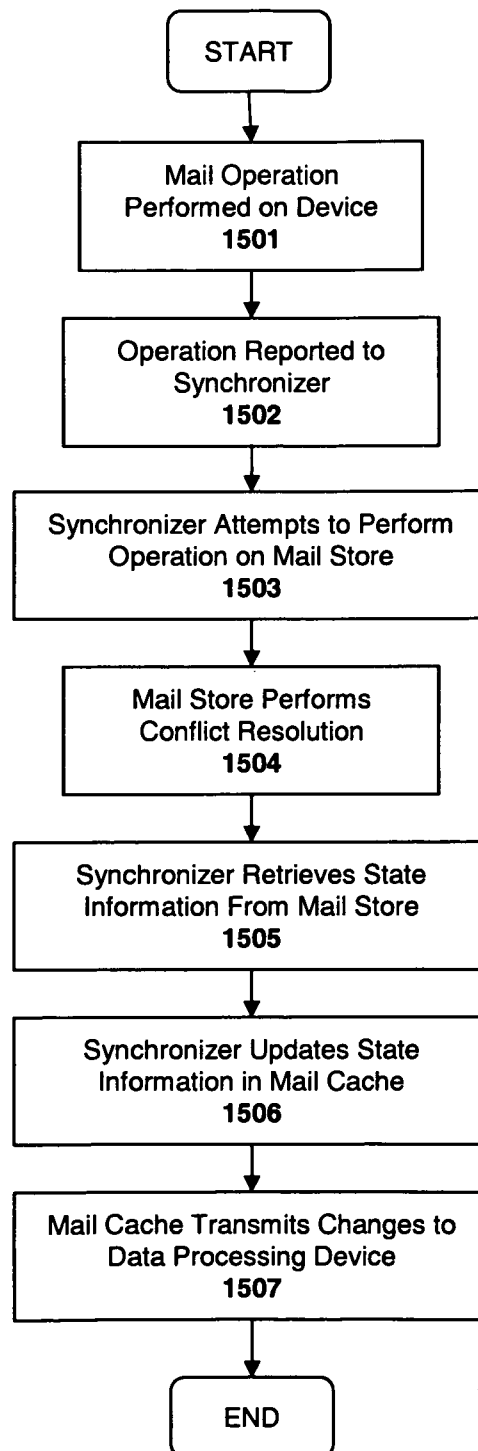 START
Mail Operation
Performed on Device
1501
Operation Reported to
Synchronizer
1502
Synchronizer Attempts to Perform
Operation on Mail Store
1503
Mail Store Performs
Conflict Resolution
1504
Synchronizer Retrieves State
Information From Mail Store
1505
Synchronizer Updates State
Information in Mail Cache
1506
Mail Cache Transmits Changes to
Data Processing Device
1507
END